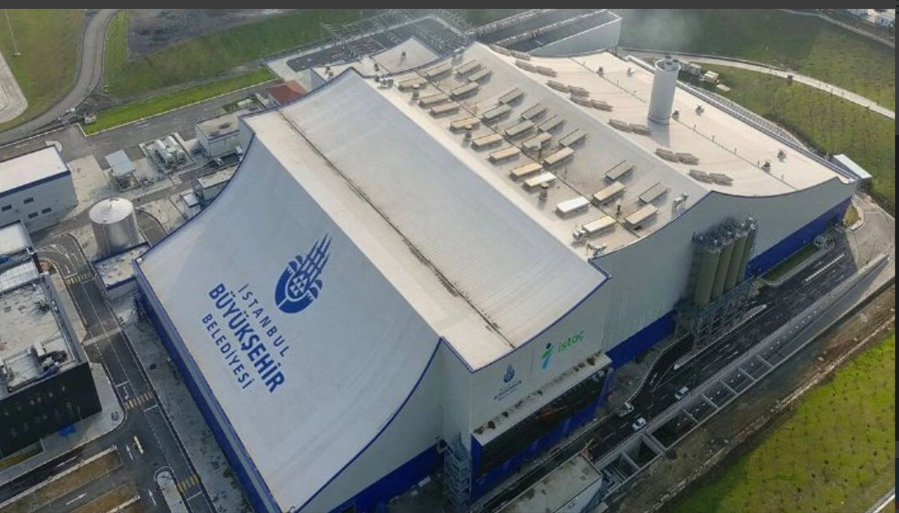 İSTANBUL
BÜYÜKŞEHİR
BELEDİYESİ
istaç